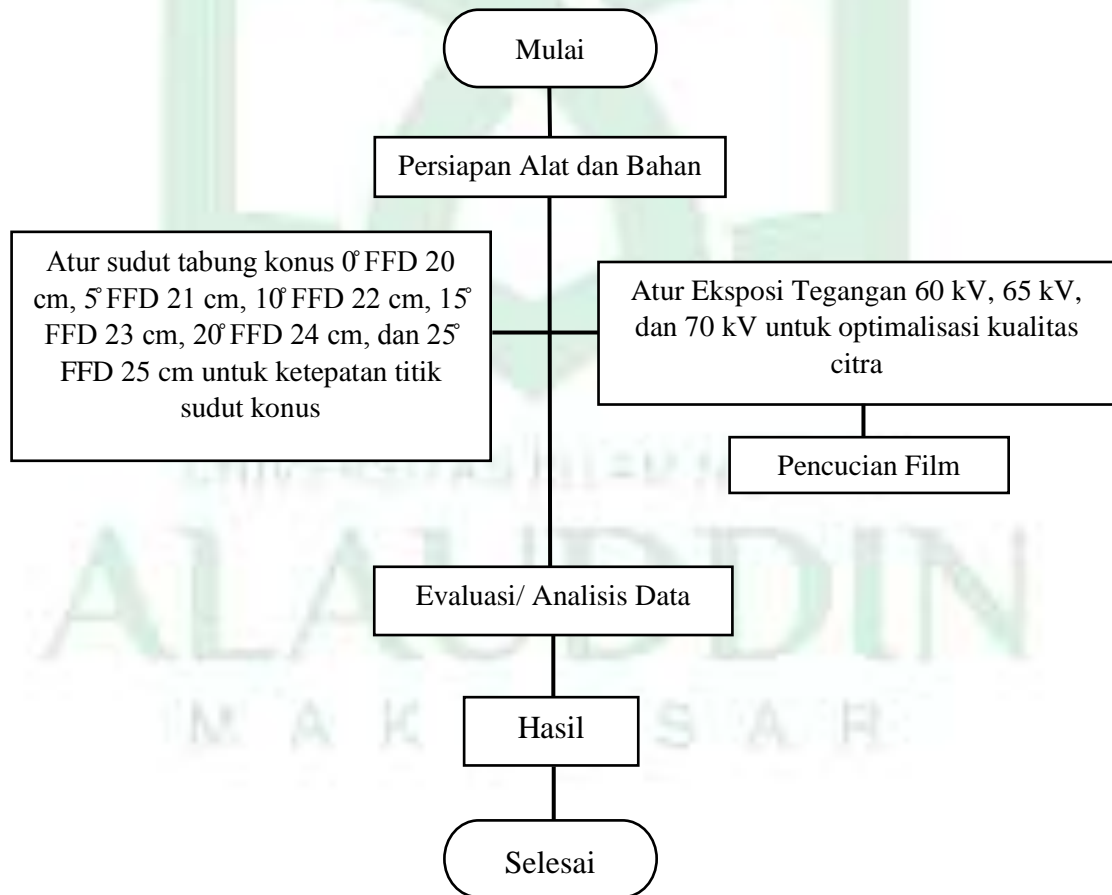 Mulai
Persiapan Alat dan Bahan
Atur sudut tabung konus 0° FFD 20
cm, 5° FFD 21 cm, 10° FFD 22 cm, 15°
FFD 23 cm, 20° FFD 24 cm, dan 25°
FFD 25 cm untuk ketepatan titik
sudut konus
Atur Eksposi Tegangan 60 kV, 65 kV,
dan 70 kV untuk optimalisasi kualitas
citra
Pencucian Film
ALAUDDIN
Evaluasi/ Analisis Data
Hasil
Selesai